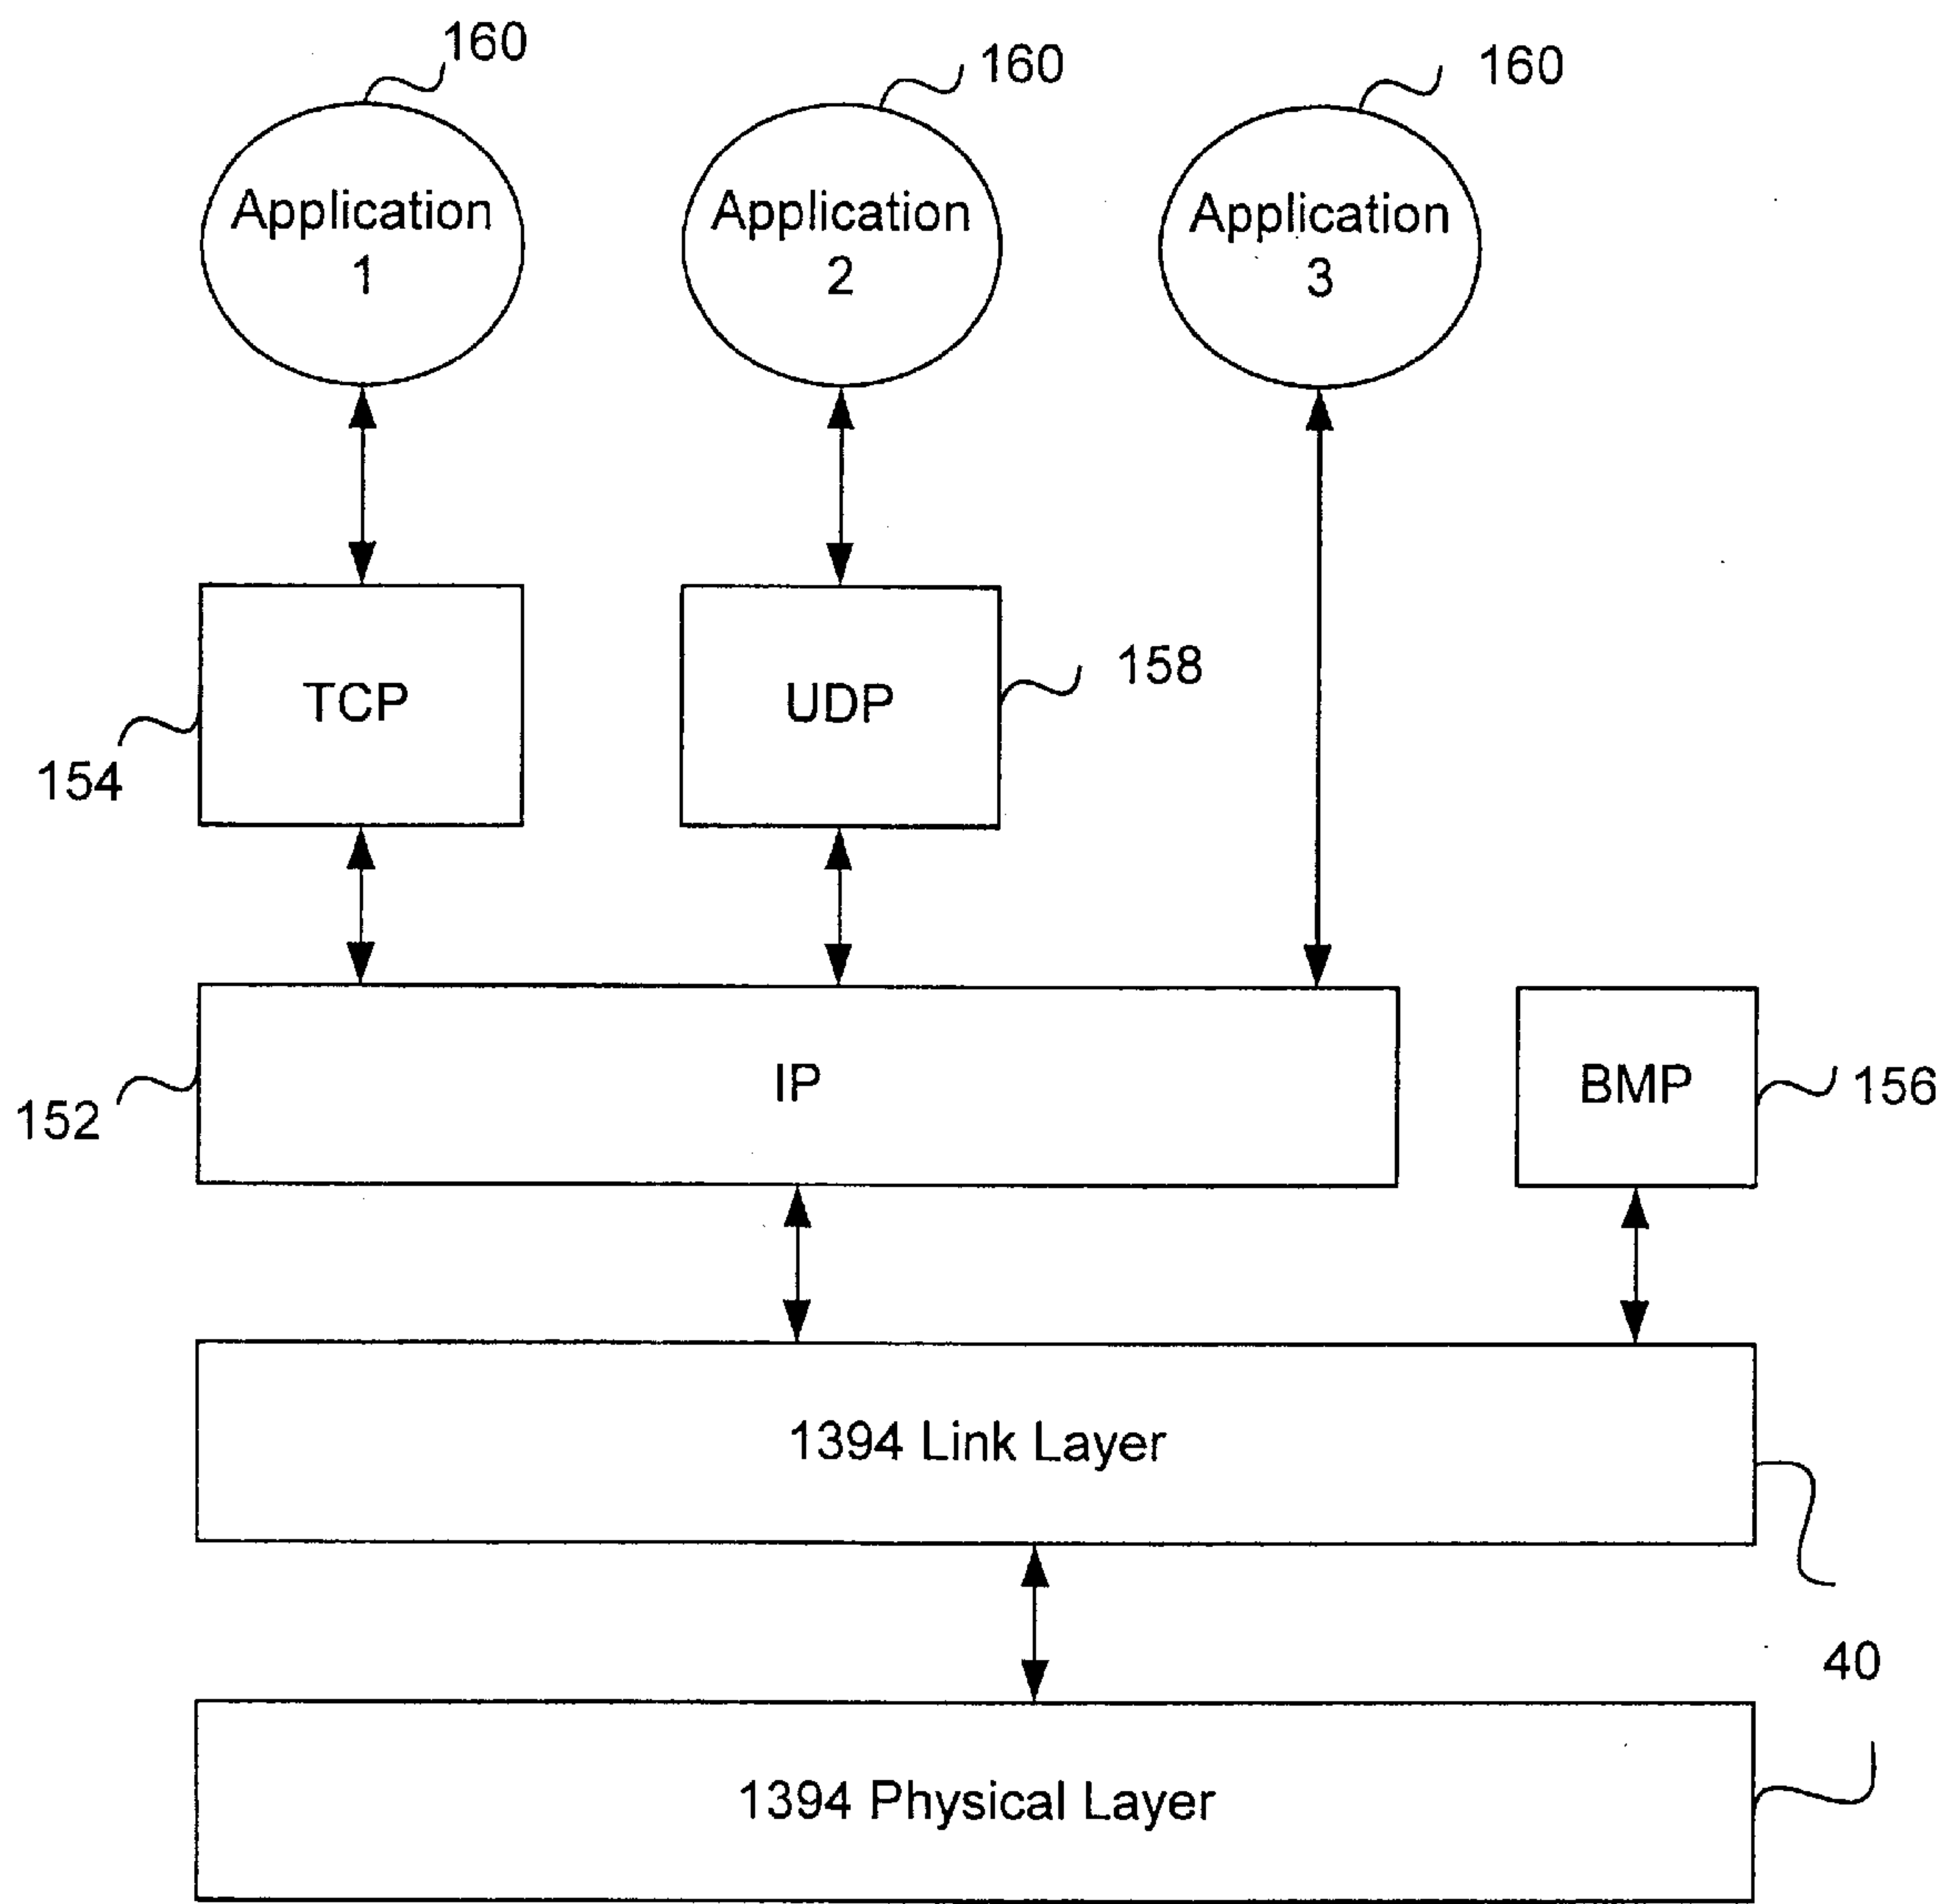 160
160
160
Application
1
Application
2
Application
3
TCP
154
UDP
158
IP
152
BMP
156
1394 Link Layer
40
1394 Physical Layer